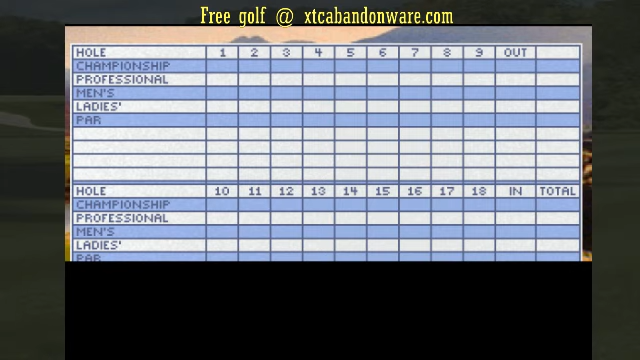 Free golf @ xtcabandonware.com
HOLE 1 2 3 4 5 6 7 8 9 OUT
CHAMPIONSHIP
PROFESSIONAL
MEN'S
LADIES'
PAR
HOLE 10 11 12 13 14 15 16 17 18 IN TOTAL
CHAMPIONSHIP
PROFESSIONAL
MEN'S
LADIES'
PAR